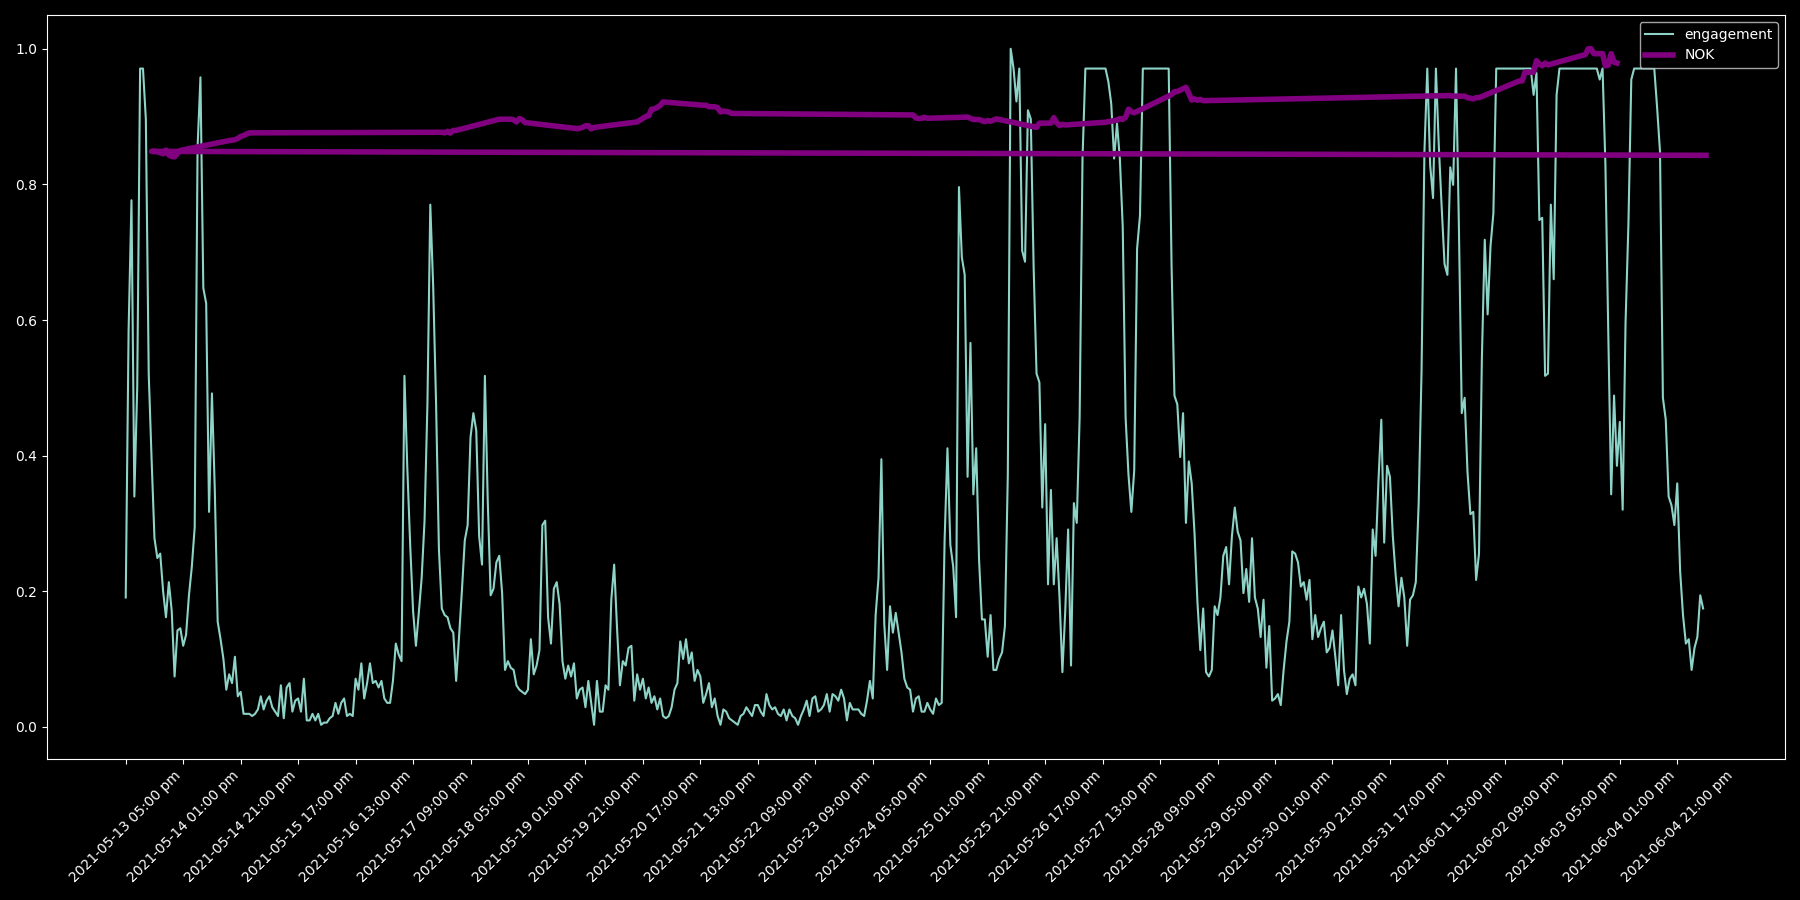 engagement
NOK
1.0
0.8
0.6
0.4
0.2
0.0
2021-05-13 05:00 pm
2021-05-14 01:00 pm
2021-05-14 21:00 pm
2021-05-15 17:00 pm
2021-05-16 13:00 pm
2021-05-17 09:00 pm
2021-05-18 05:00 pm
2021-05-19 01:00 pm
2021-05-19 21:00 pm
2021-05-20 17:00 pm
2021-05-21 13:00 pm
2021-05-22 09:00 pm
2021-05-23 09:00 pm
2021-05-24 05:00 pm
2021-05-25 01:00 pm
2021-05-25 21:00 pm
2021-05-26 17:00 pm
2021-05-27 13:00 pm
2021-05-28 09:00 pm
2021-05-29 05:00 pm
2021-05-30 01:00 pm
2021-05-30 21:00 pm
2021-05-31 17:00 pm
2021-06-01 13:00 pm
2021-06-02 09:00 pm
2021-06-03 05:00 pm
2021-06-04 01:00 pm
2021-06-04 21:00 pm